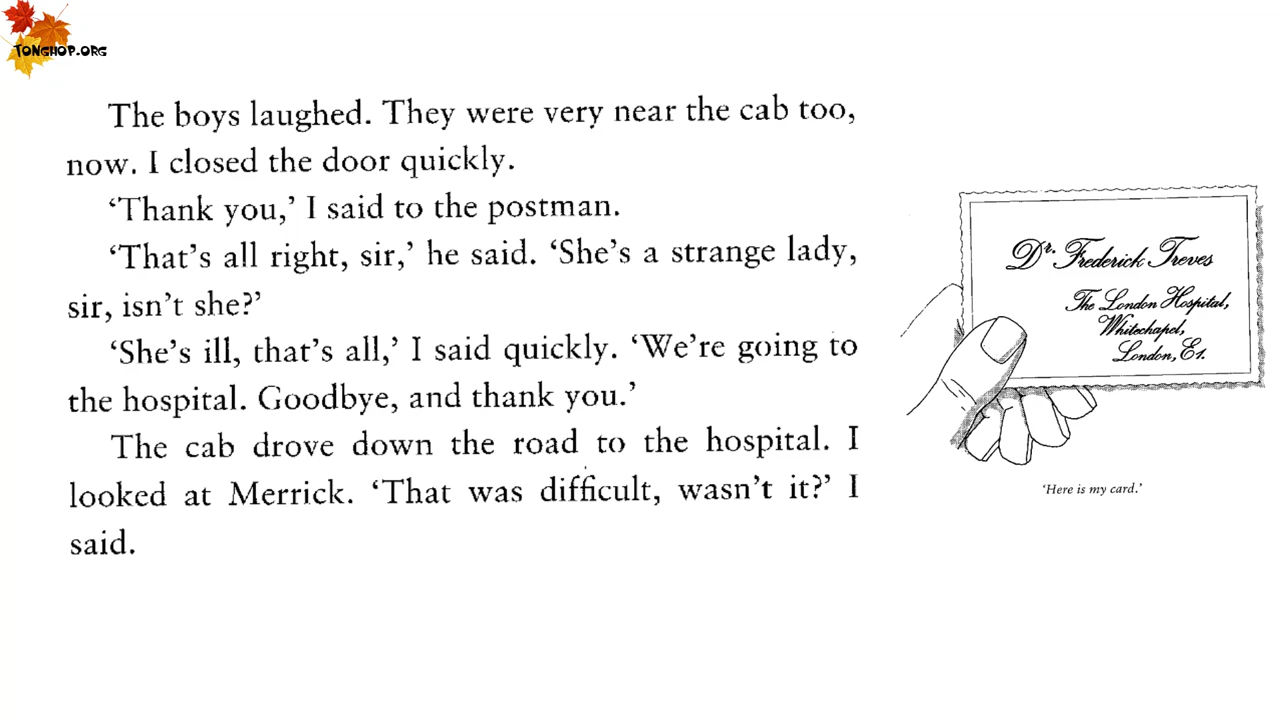 TONGHOP.ORG
The boys laughed. They were very near the cab too,
now. I closed the door quickly.
‘Thank you,’ I said to the postman.
‘That’s all right, sir,’ he said. ‘She’s a strange lady,
sir, isn’t she?’
‘She’s ill, that’s all,’ I said quickly. ‘We’re going to
the hospital. Goodbye, and thank you.’
The cab drove down the road to the hospital. I
looked at Merrick. ‘That was difficult, wasn’t it?’ I
said.
Dr. Frederick Treves
The London Hospital,
Whitechapel,
London, E1.
‘Here is my card.’